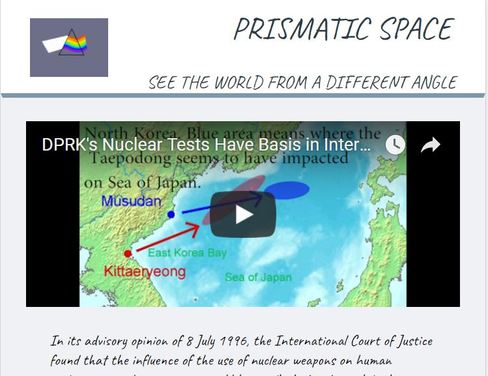 PRISMATIC SPACE
SEE THE WORLD FROM A DIFFERENT ANGLE
North Korea. Blue area means where the
DPRK's Nuclear Tests Have Basis in Inter...
Taepodong seems to have impacted
on Sea of Japan.
Musudan
East Korea Bay
Kittaeryeong
Sea of Japan
In its advisory opinion of 8 July 1996, the International Court of Justice
found that the influence of the use of nuclear weapons on human